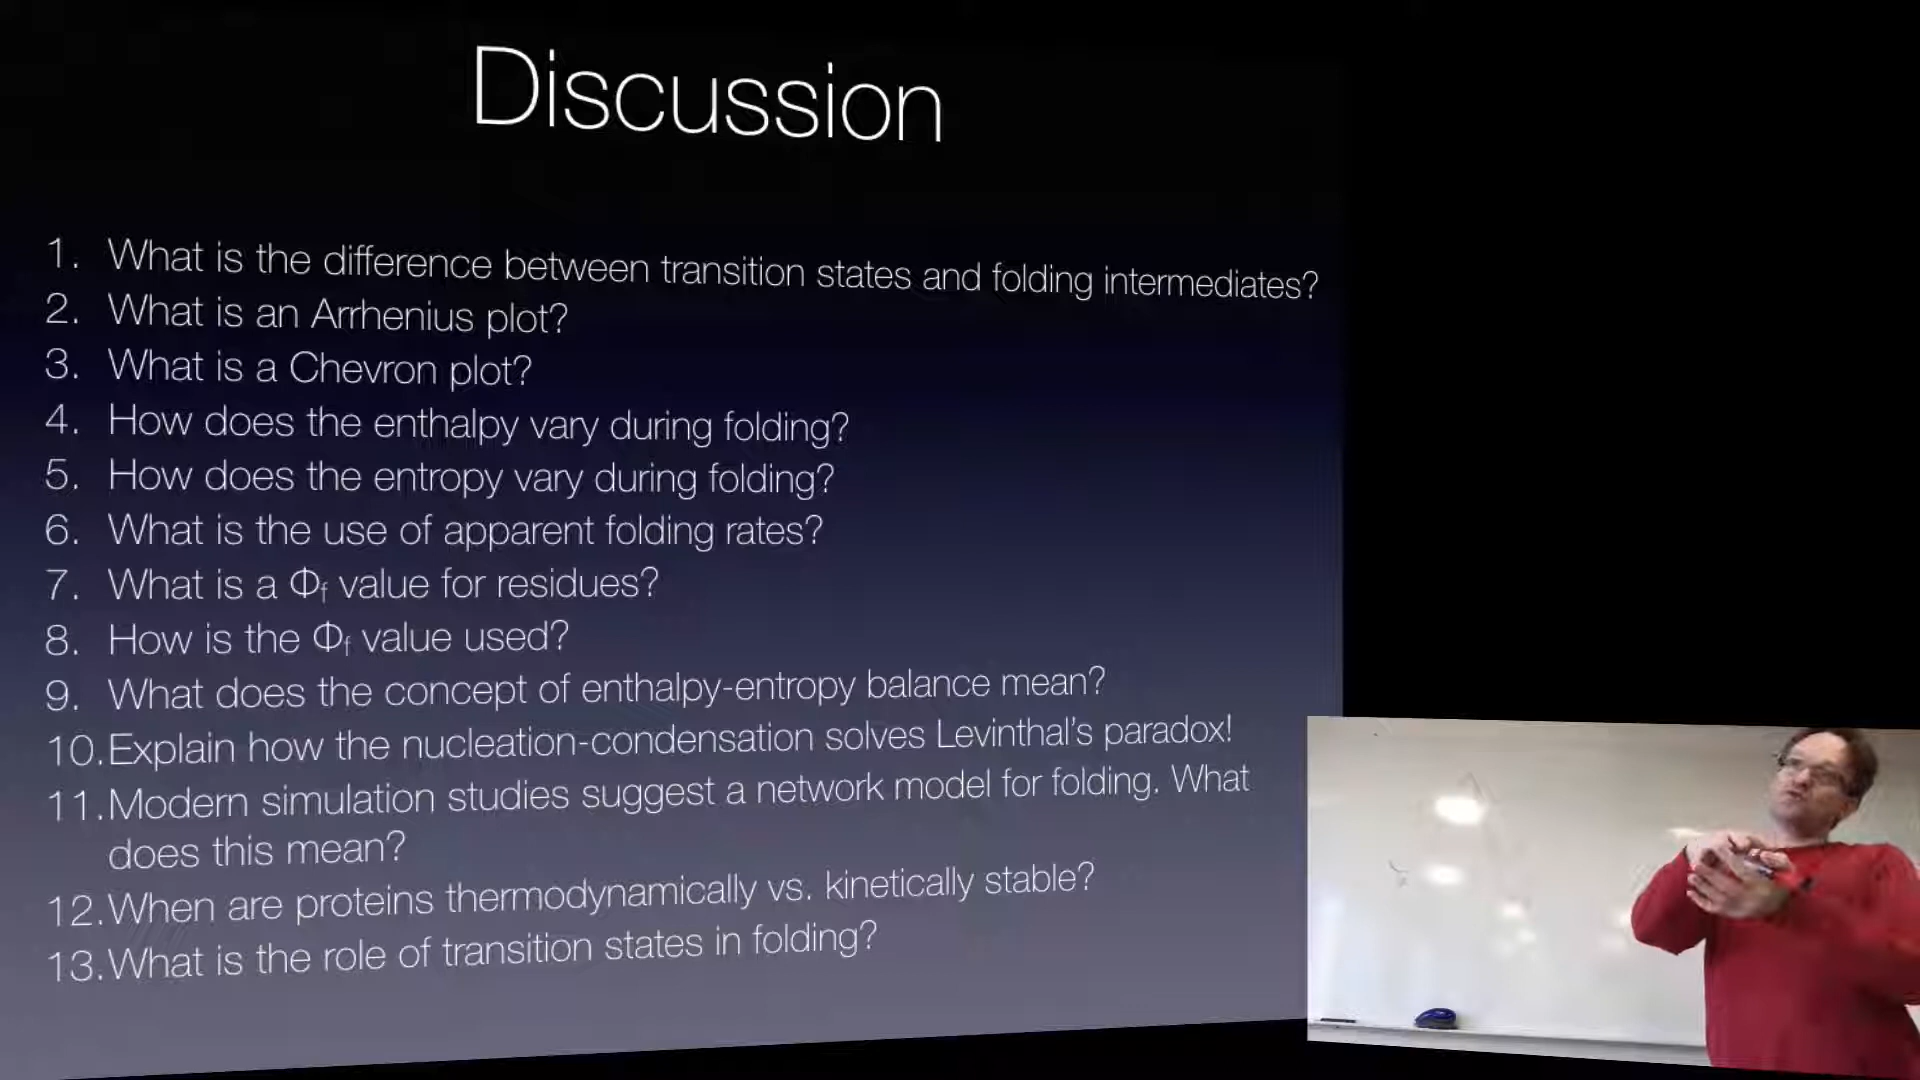 Discussion
1. What is the difference between transition states and folding intermediates?
2. What is an Arrhenius plot?
3. What is a Chevron plot?
4. How does the enthalpy vary during folding?
5. How does the entropy vary during folding?
6. What is the use of apparent folding rates?
7. What is a Φf value for residues?
8. How is the Φf value used?
9. What does the concept of enthalpy-entropy balance mean?
10. Explain how the nucleation-condensation solves Levinthal's paradox!
11. Modern simulation studies suggest a network model for folding. What
does this mean?
12. When are proteins thermodynamically vs. kinetically stable?
13. What is the role of transition states in folding?